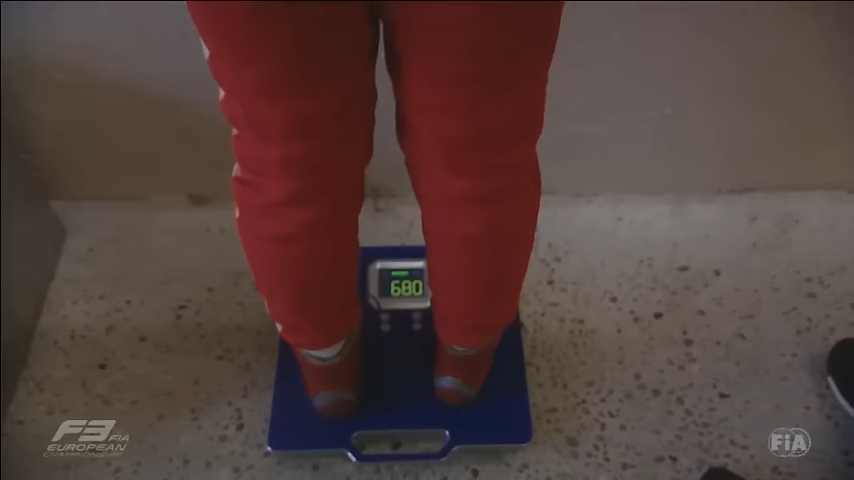 680
F3 FIA
EUROPEAN
CHAMPIONSHIP
FIA